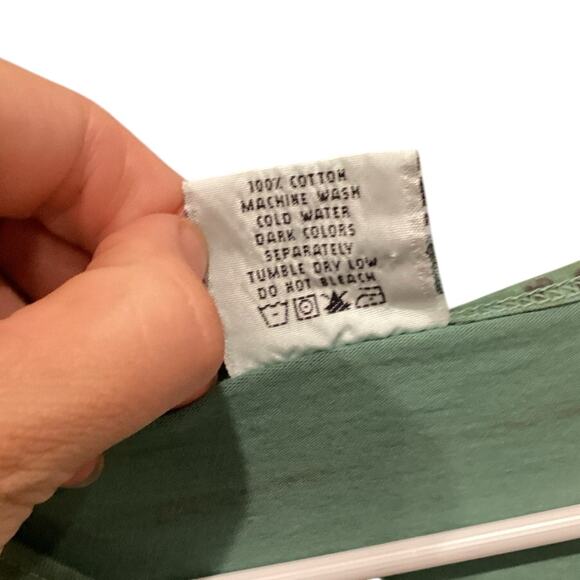 100% COTTON
MACHINE WASH
COLD WATER
DARK COLORS
SEPARATELY
TUMBLE DRY LOW
DO NOT BLEACH